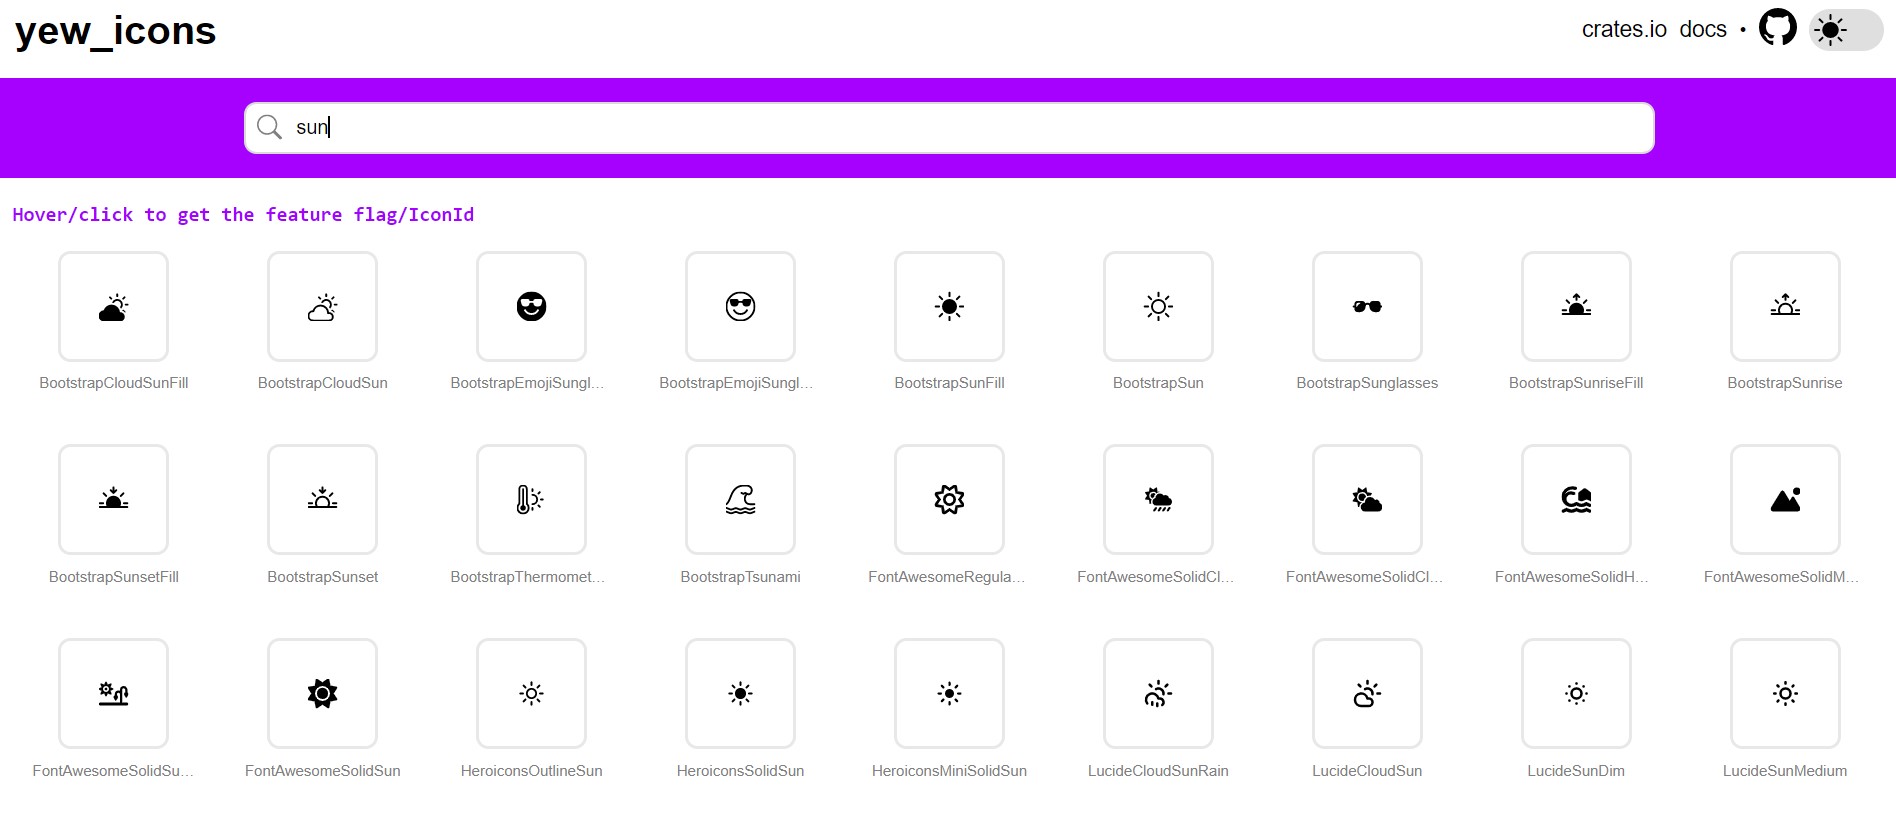 yew_icons
crates.io docs •
sun
Hover/click to get the feature flag/IconId
BootstrapCloudSunFill BootstrapCloudSun BootstrapEmojiSungl... BootstrapEmojiSungl... BootstrapSunFill BootstrapSun BootstrapSunglasses BootstrapSunriseFill BootstrapSunrise
BootstrapSunsetFill BootstrapSunset BootstrapThermomet... BootstrapTsunami FontAwesomeRegula... FontAwesomeSolidCl... FontAwesomeSolidCl... FontAwesomeSolidH... FontAwesomeSolidM...
FontAwesomeSolidSu... FontAwesomeSolidSun HeroiconsOutlineSun HeroiconsSolidSun HeroiconsMiniSolidSun LucideCloudSunRain LucideCloudSun LucideSunDim LucideSunMedium